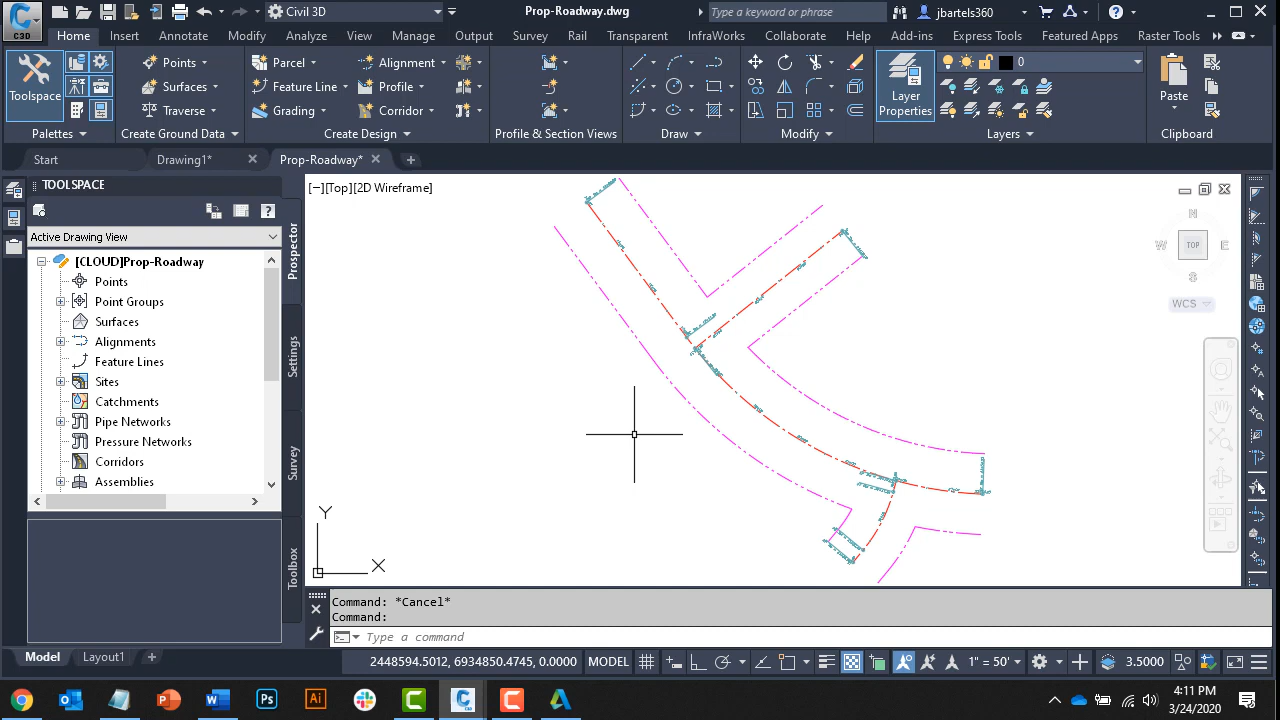 Civil 3D
Prop-Roadway.dwg
Type a keyword or phrase
jbartels360
C3D
Home
Insert
Annotate
Modify
Analyze
View
Manage
Output
Survey
Rail
Transparent
InfraWorks
Collaborate
Help
Add-ins
Express Tools
Featured Apps
Raster Tools
Toolspace
Points
Surfaces
Traverse
Parcel
Feature Line
Grading
Alignment
Profile
Corridor
Layer
Properties
0
Paste
Palettes
Create Ground Data
Create Design
Profile & Section Views
Draw
Modify
Layers
Clipboard
Start
Drawing1*
Prop-Roadway*
TOOLSPACE
Active Drawing View
[CLOUD]Prop-Roadway
Points
Point Groups
Surfaces
Alignments
Feature Lines
Sites
Catchments
Pipe Networks
Pressure Networks
Corridors
Assemblies
Prospector
Settings
Survey
Toolbox
[−][Top][2D Wireframe]
N
W
TOP
E
S
WCS
Y
X
Command: *Cancel*
Command:
Type a command
Model
Layout1
2448594.5012, 6934850.4745, 0.0000
MODEL
1" = 50'
3.5000
4:11 PM
3/24/2020